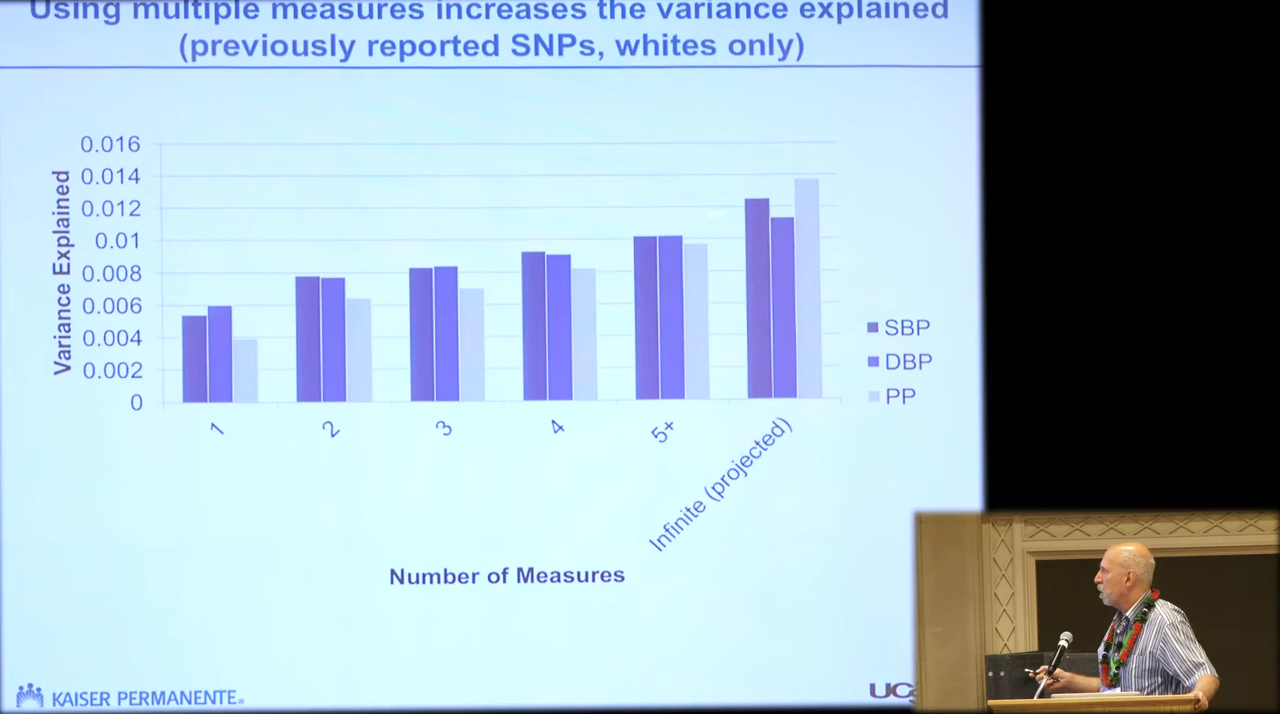 Using multiple measures increases the variance explained
(previously reported SNPs, whites only)
Variance Explained
0.016
0.014
0.012
0.01
0.008
0.006
0.004
0.002
0
1
2
3
4
5+
Infinite (projected)
SBP
DBP
PP
Number of Measures
KAISER PERMANENTE®